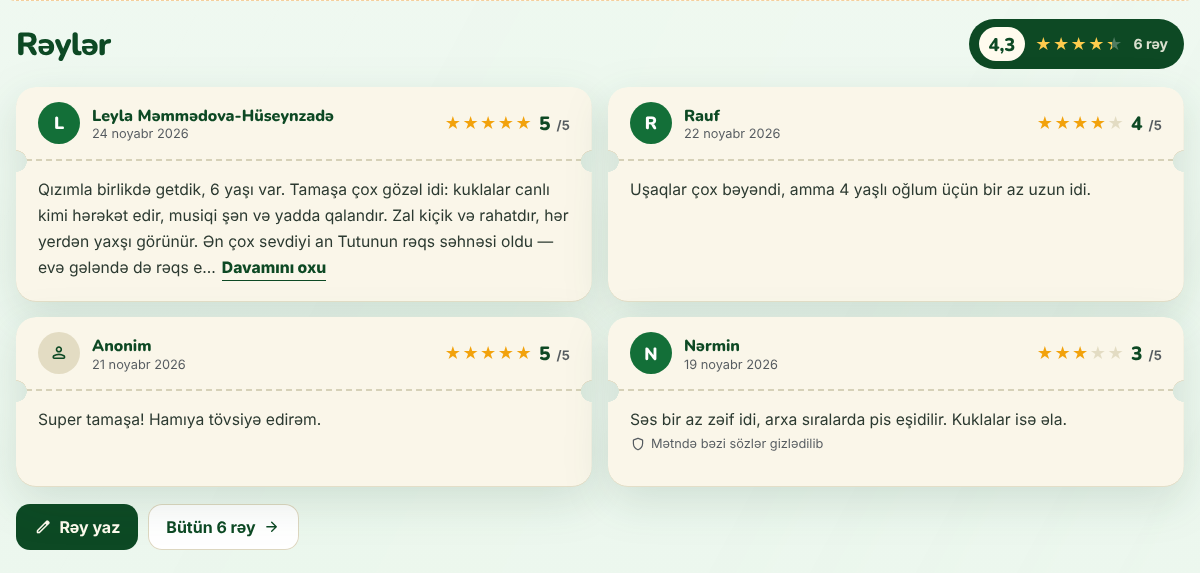 Rəylər
4,3 ★★★★★ 6 rəy
L
Leyla Məmmədova-Hüseynzadə
24 noyabr 2026
★★★★★ 5 /5
Qızımla birlikdə getdik, 6 yaşı var. Tamaşa çox gözəl idi: kuklalar canlı
kimi hərəkət edir, musiqi şən və yadda qalandır. Zal kiçik və rahatdır, hər
yerdən yaxşı görünür. Ən çox sevdiyi an Tutunun rəqs səhnəsi oldu —
evə gələndə də rəqs e... Davamını oxu
R
Rauf
22 noyabr 2026
★★★★★ 4 /5
Uşaqlar çox bəyəndi, amma 4 yaşlı oğlum üçün bir az uzun idi.
Anonim
21 noyabr 2026
★★★★★ 5 /5
Super tamaşa! Hamıya tövsiyə edirəm.
N
Nərmin
19 noyabr 2026
★★★★★ 3 /5
Səs bir az zəif idi, arxa sıralarda pis eşidilir. Kuklalar isə əla.
Mətndə bəzi sözlər gizlədilib
Rəy yaz
Bütün 6 rəy →